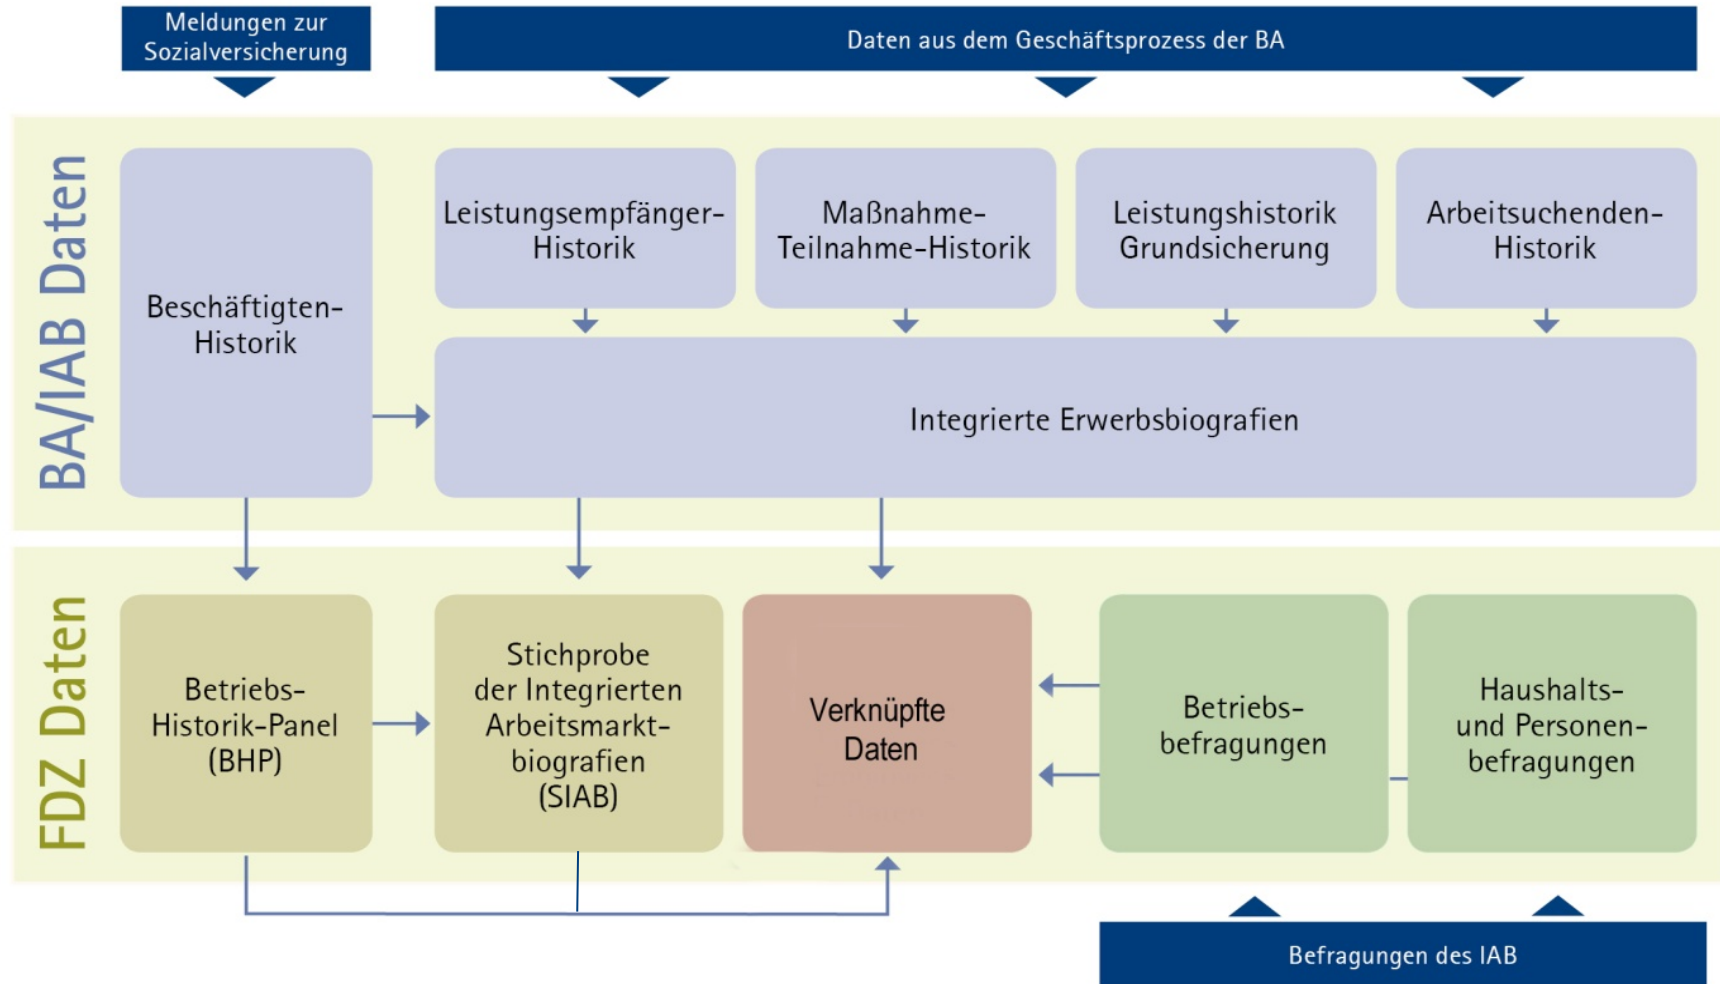 Meldungen zur
Sozialversicherung
Daten aus dem Geschäftsprozess der BA
BA/IAB Daten
Beschäftigten-
Historik
Leistungsempfänger-
Historik
Maßnahme-
Teilnahme-Historik
Leistungshistorik
Grundsicherung
Arbeitsuchenden-
Historik
Integrierte Erwerbsbiografien
FDZ Daten
Betriebs-
Historik-Panel
(BHP)
Stichprobe
der Integrierten
Arbeitsmarkt-
biografien
(SIAB)
Verknüpfte
Daten
Betriebs-
befragungen
Haushalts-
und Personen-
befragungen
Befragungen des IAB